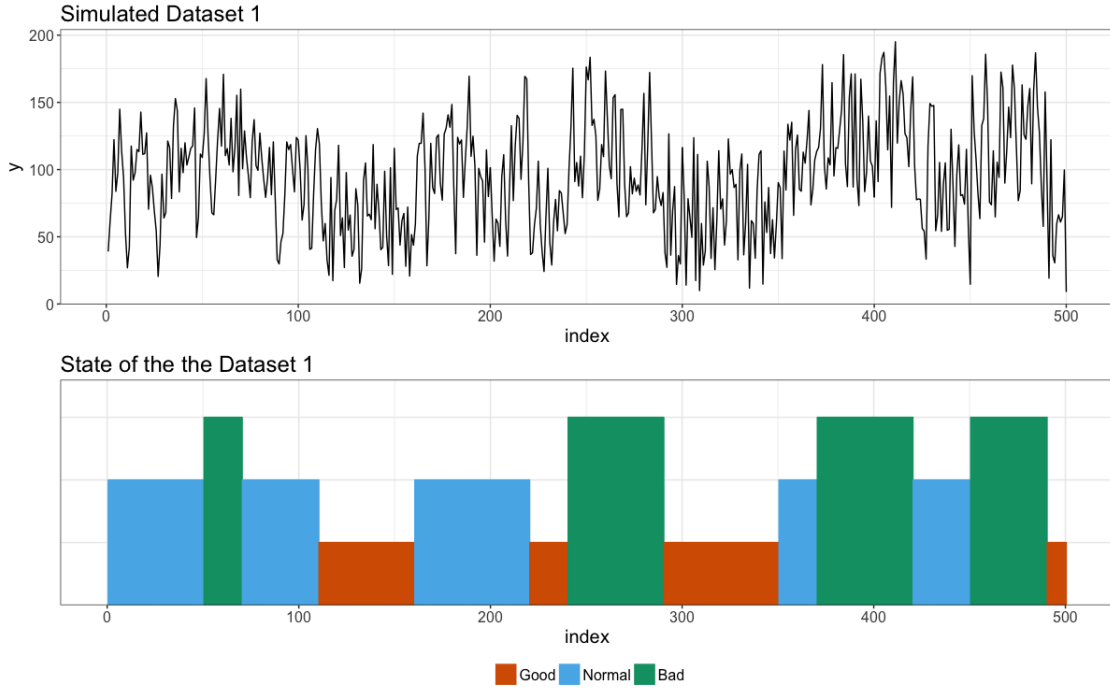 Simulated Dataset 1
200
150
100
50
0
y
0 100 200 300 400 500
index
State of the the Dataset 1
0 100 200 300 400 500
index
Good Normal Bad